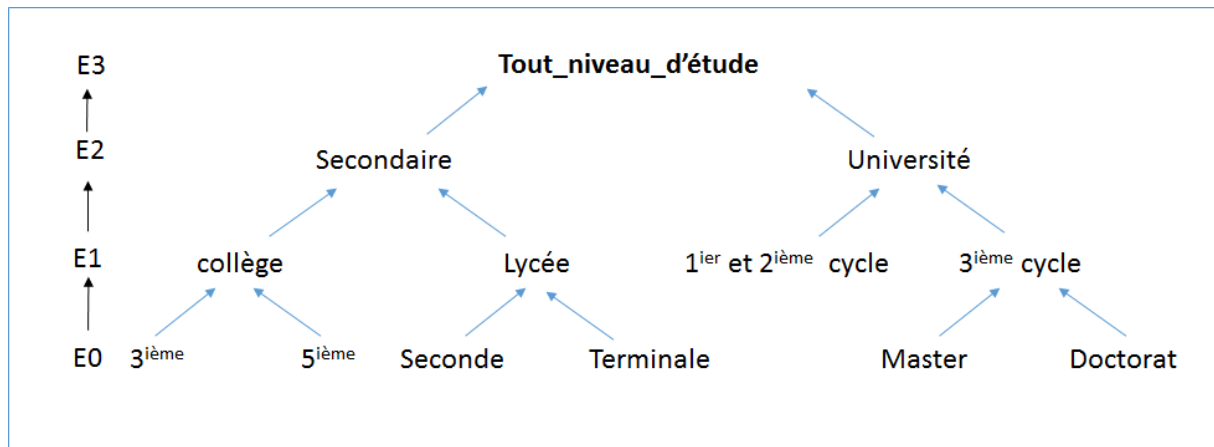 E3 Tout_niveau_d'étude
E2 Secondaire Université
E1 collège Lycée 1ier et 2ième cycle 3ième cycle
E0 3ième 5ième Seconde Terminale Master Doctorat